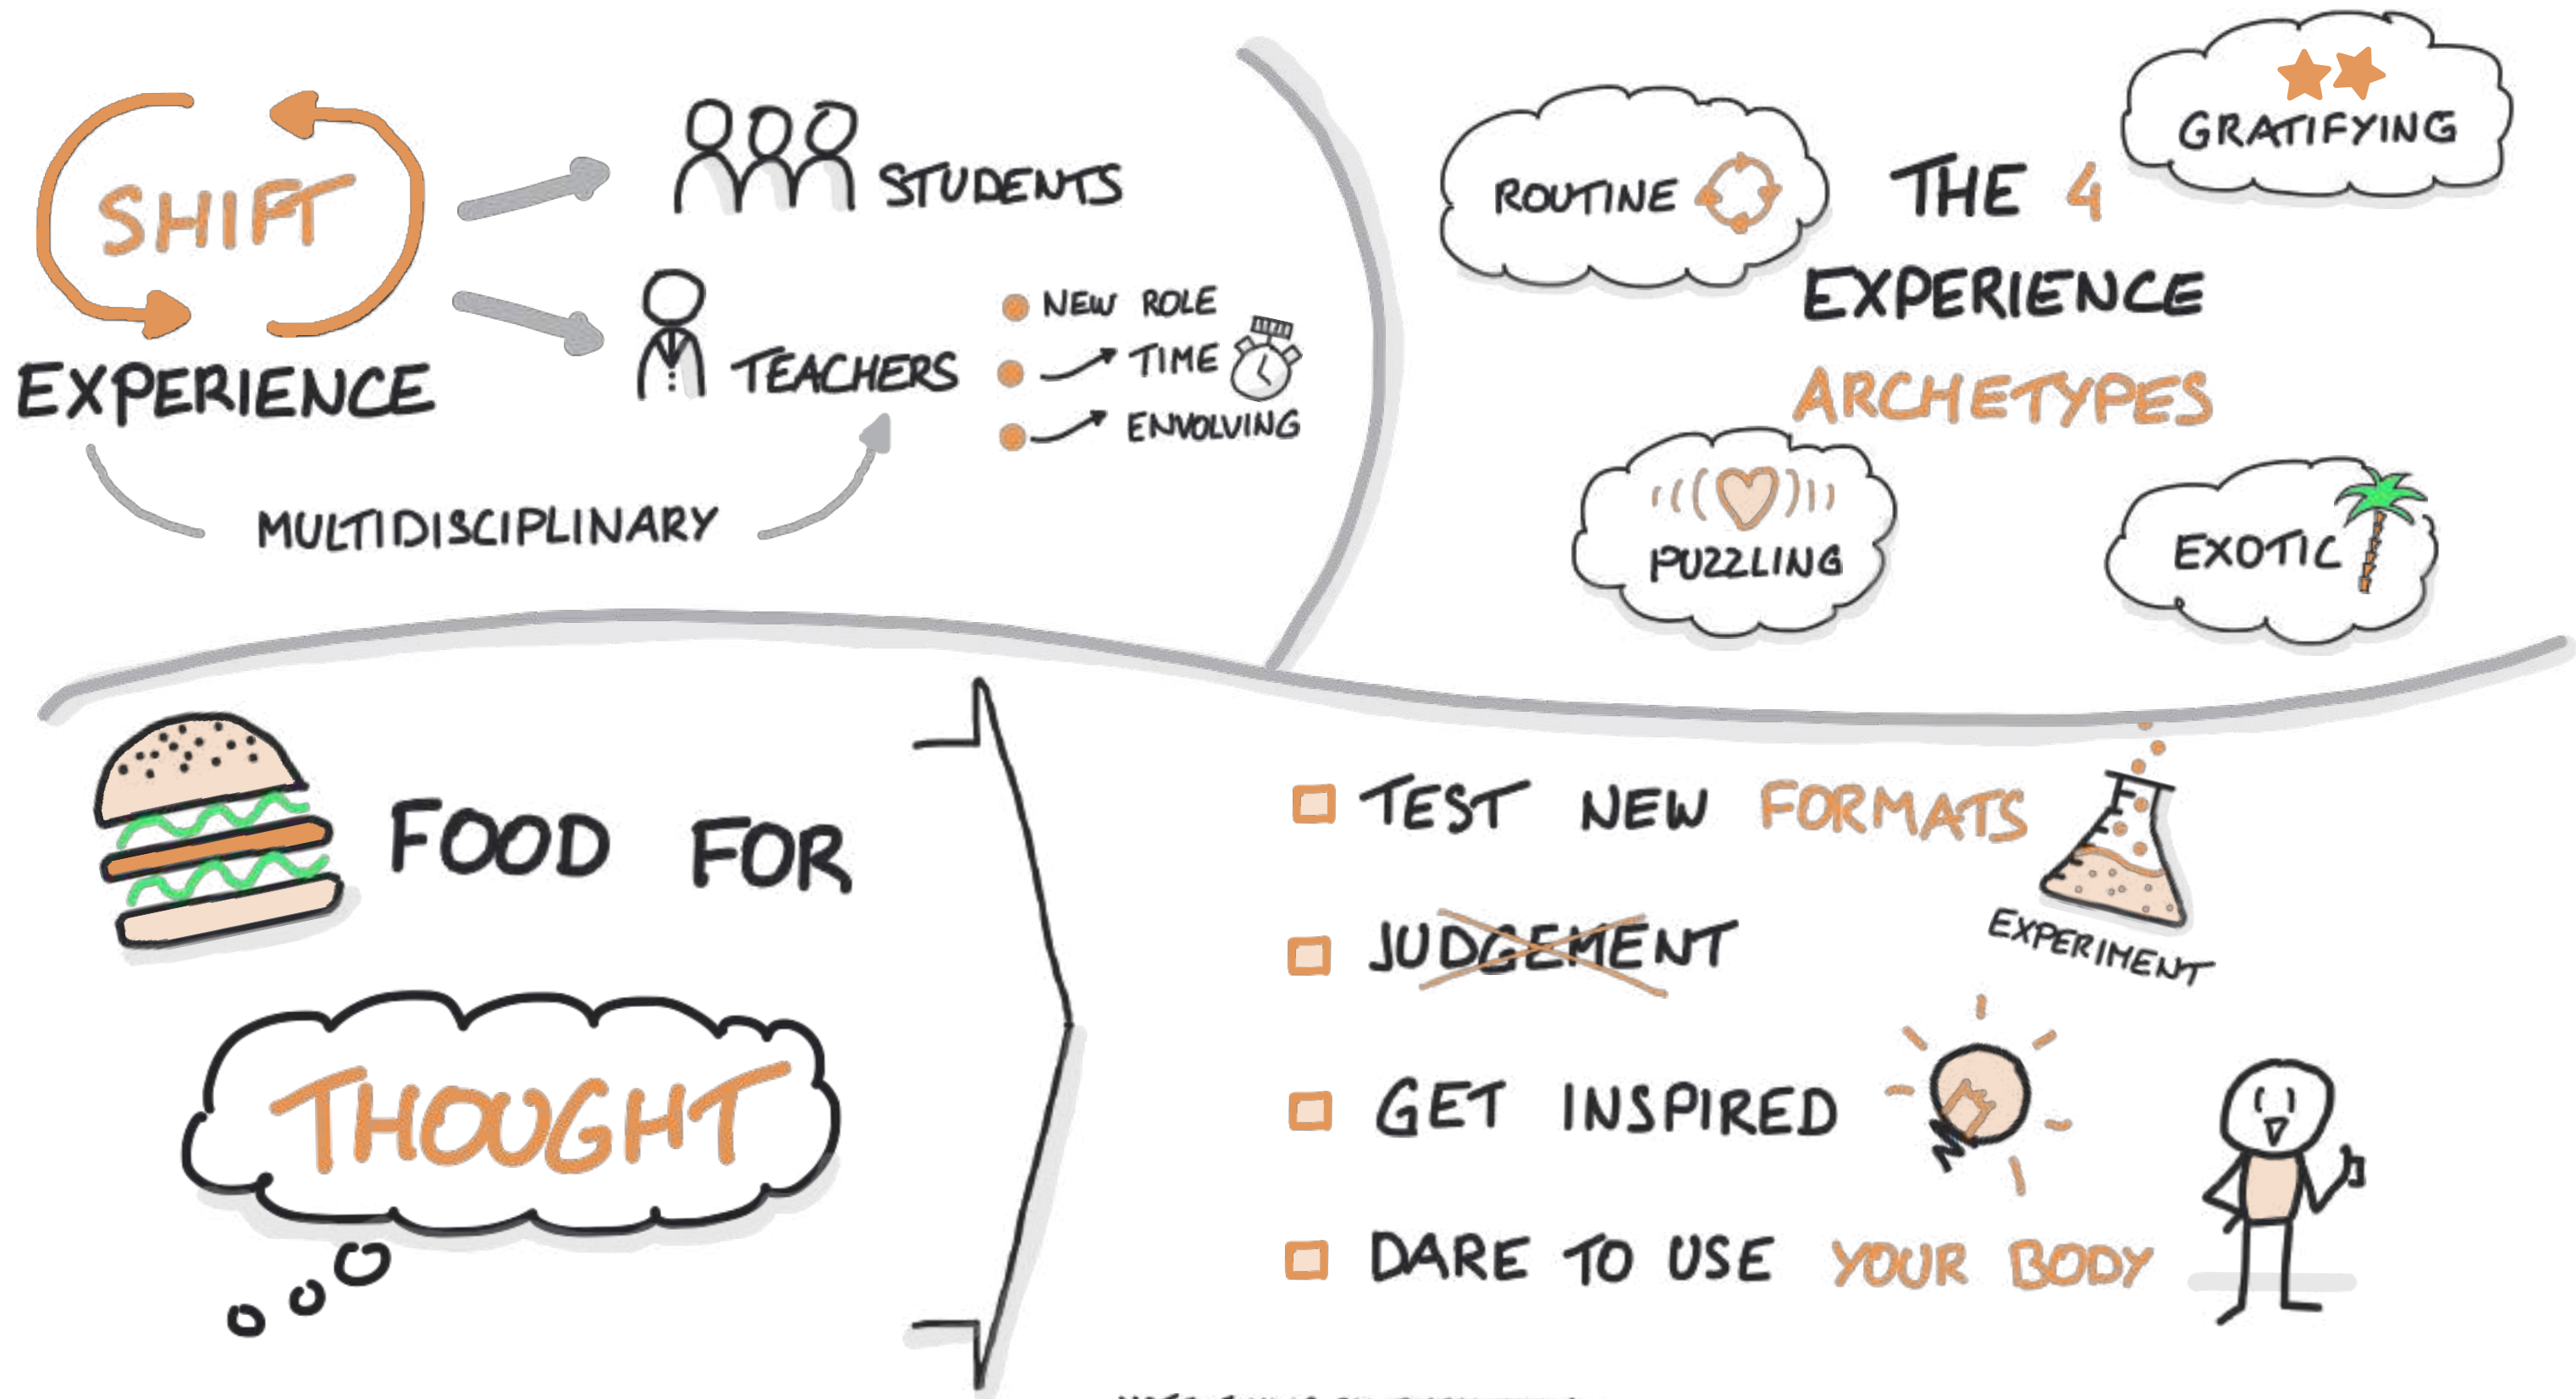 SHIFT
EXPERIENCE
STUDENTS
TEACHERS
NEW ROLE
TIME
ENVOLVING
MULTIDISCIPLINARY
ROUTINE
GRATIFYING
THE 4
EXPERIENCE
ARCHETYPES
PUZZLING
EXOTIC
FOOD FOR
THOUGHT
TEST NEW FORMATS
EXPERIMENT
JUDGEMENT
GET INSPIRED
DARE TO USE YOUR BODY